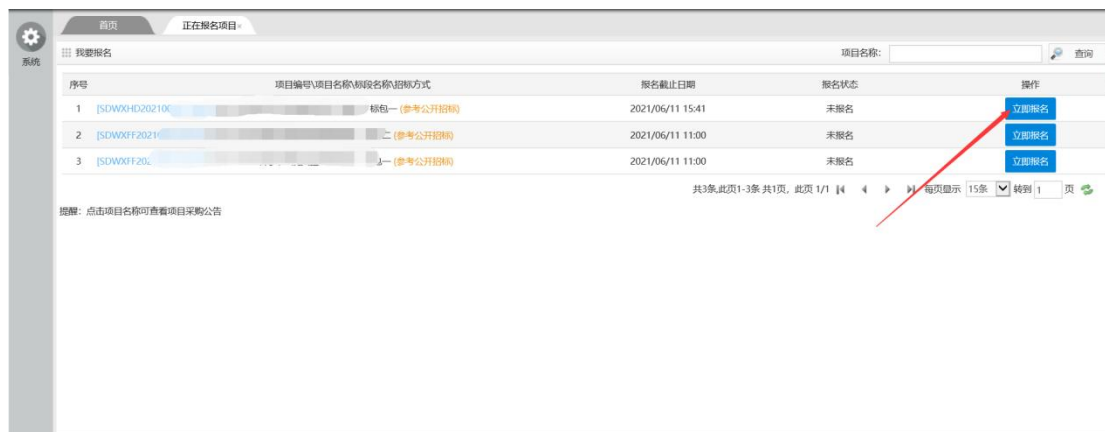 首页 正在报名项目×
系统
我要报名 项目名称: 查询
序号 项目编号\项目名称\标段名称\招标方式 报名截止日期 报名状态 操作
1 [SDWXHD202100 标包一 (参考公开招标) 2021/06/11 15:41 未报名 立即报名
2 [SDWXFF2021 二 (参考公开招标) 2021/06/11 11:00 未报名 立即报名
3 [SDWXFF202 一 (参考公开招标) 2021/06/11 11:00 未报名 立即报名
共3条,此页1-3条 共1页, 此页 1/1 每页显示 15条 转到 1 页
提醒: 点击项目名称可查看项目采购公告